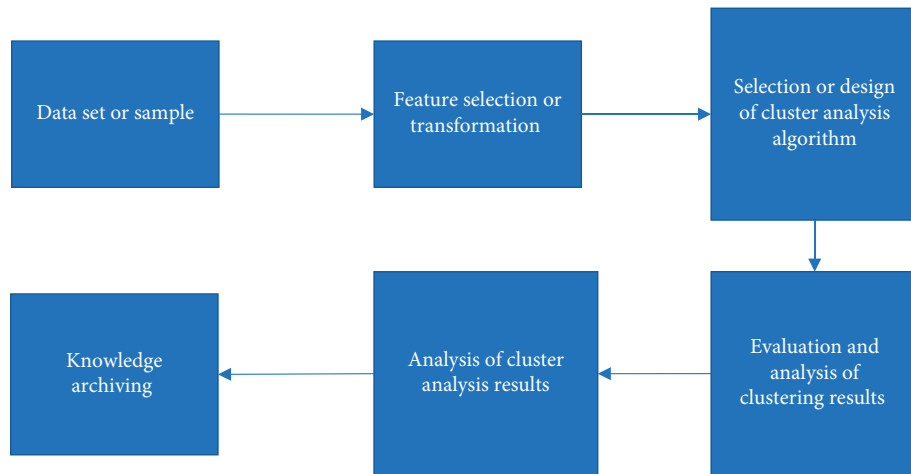 Data set or sample
Feature selection or
transformation
Selection or design
of cluster analysis
algorithm
Evaluation and
analysis of
clustering results
Analysis of cluster
analysis results
Knowledge
archiving